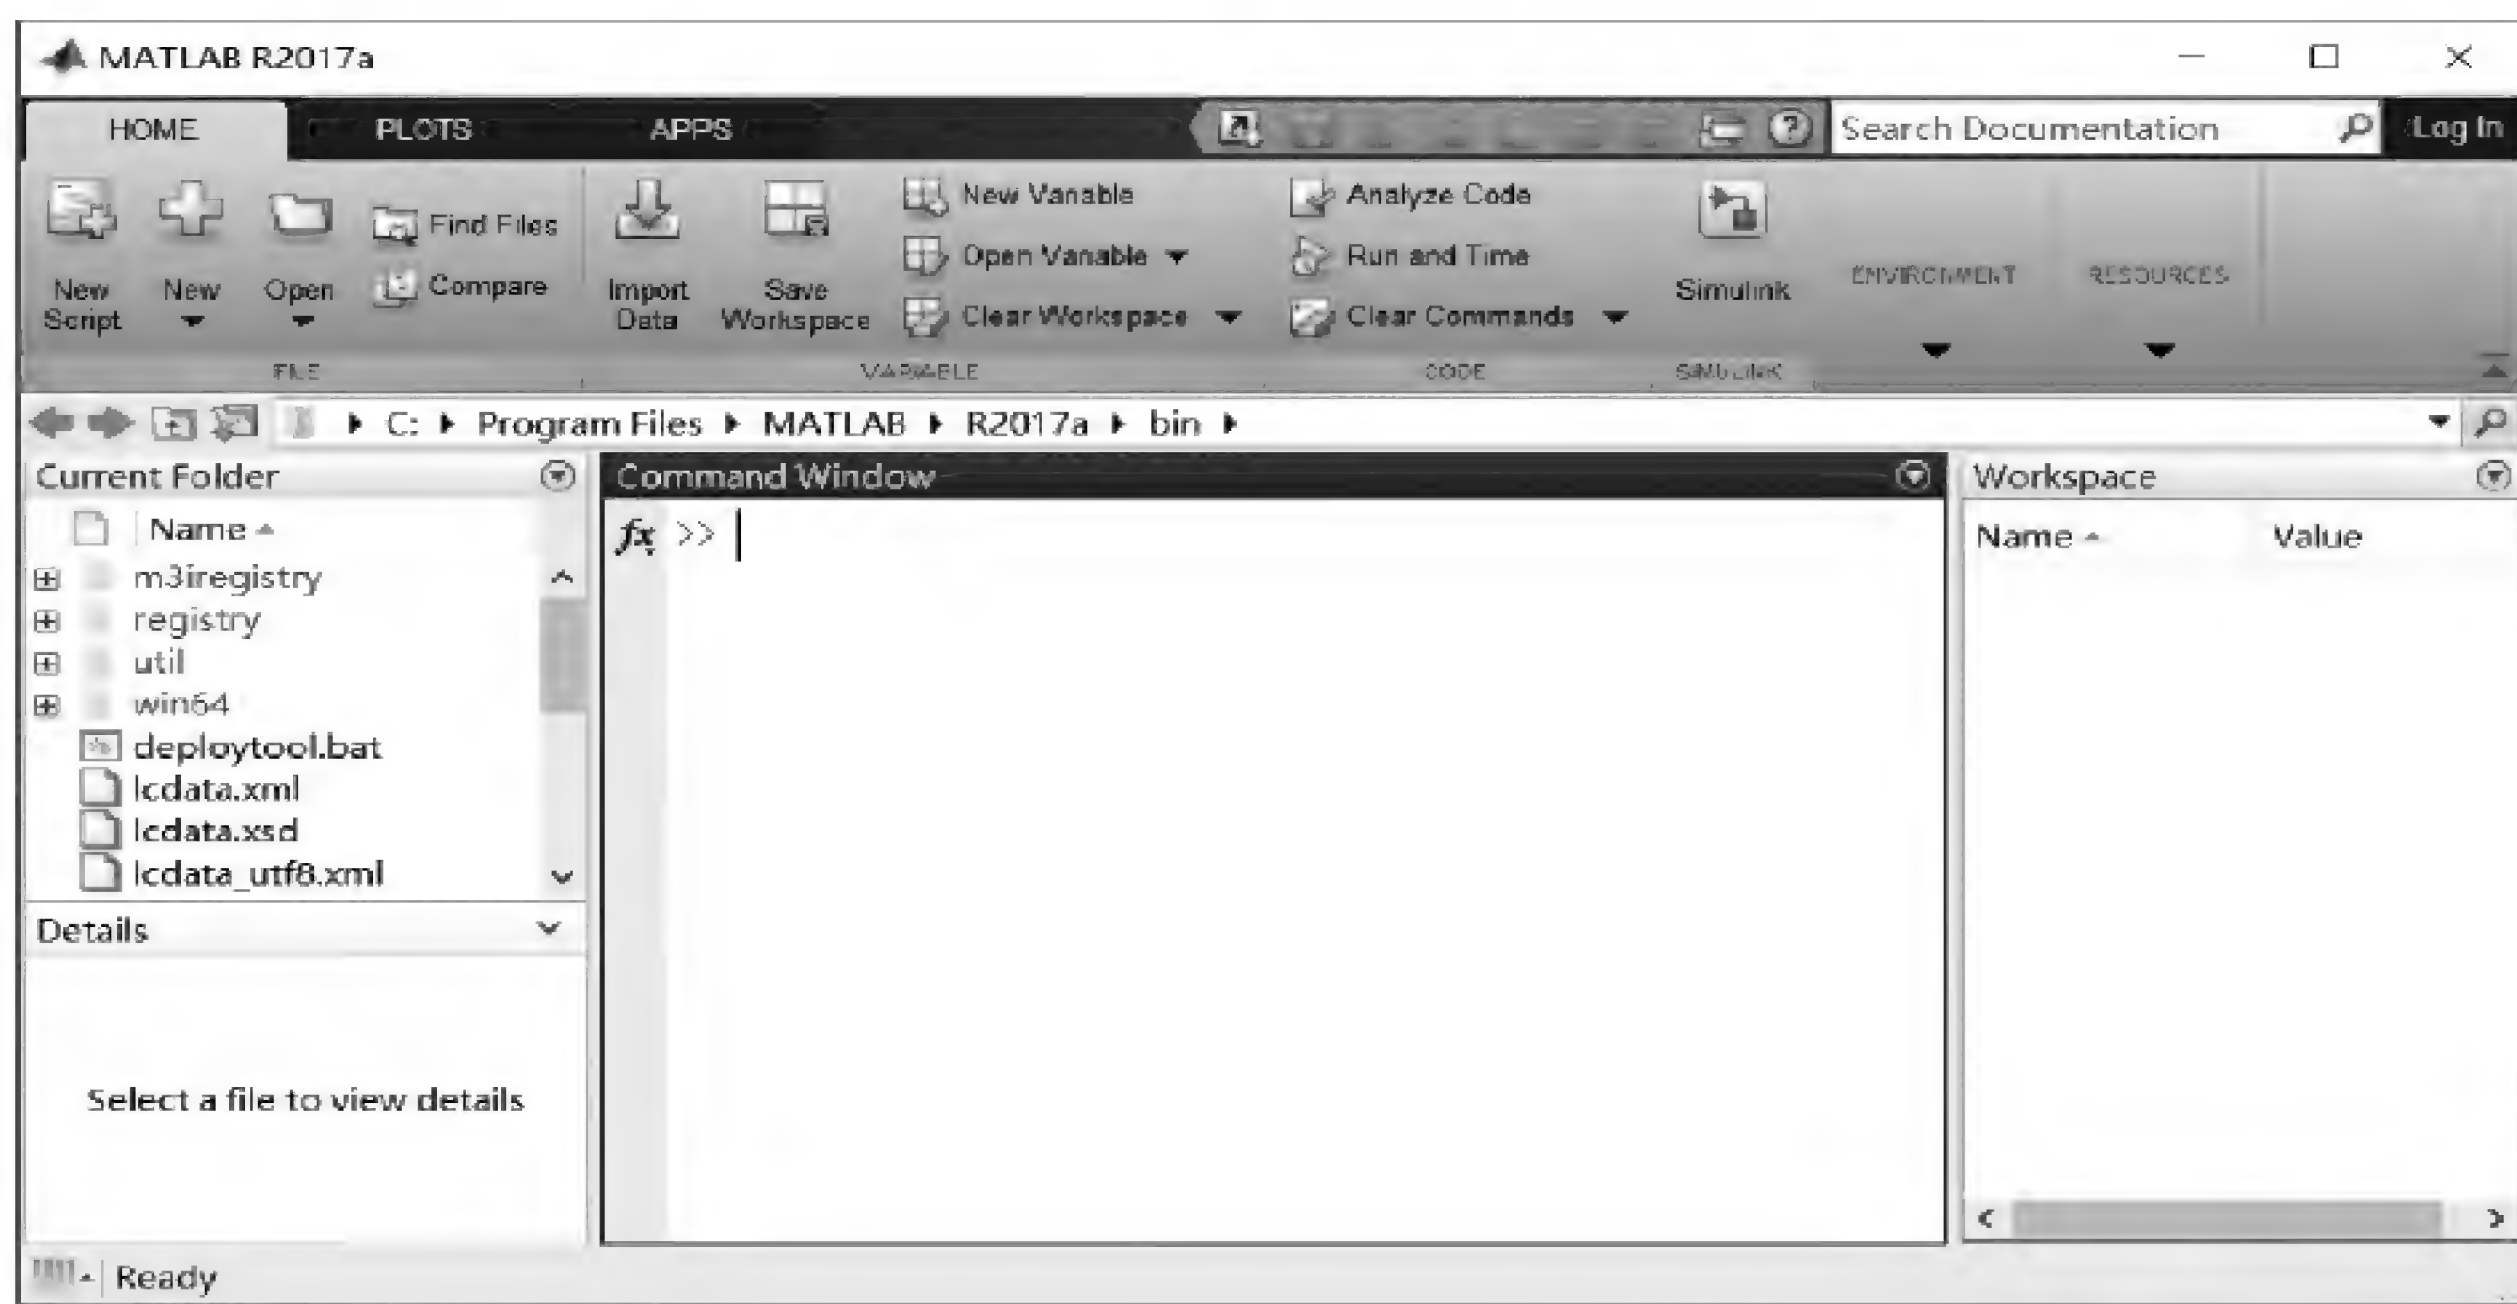 MATLAB R2017a
HOME PLOTS APPS Search Documentation Log In
New Script
New
Open
Find Files
Compare
FILE
Import Data
Save Workspace
New Variable
Open Variable
Clear Workspace
VARIABLE
Analyze Code
Run and Time
Clear Commands
CODE
Simulink
SIMULINK
ENVIRONMENT
RESOURCES
C: Program Files MATLAB R2017a bin
Current Folder
Name
m3iregistry
registry
util
win64
deploytool.bat
lcdata.xml
lcdata.xsd
lcdata_utf8.xml
Details
Select a file to view details
Command Window
fx >>
Workspace
Name Value
Ready